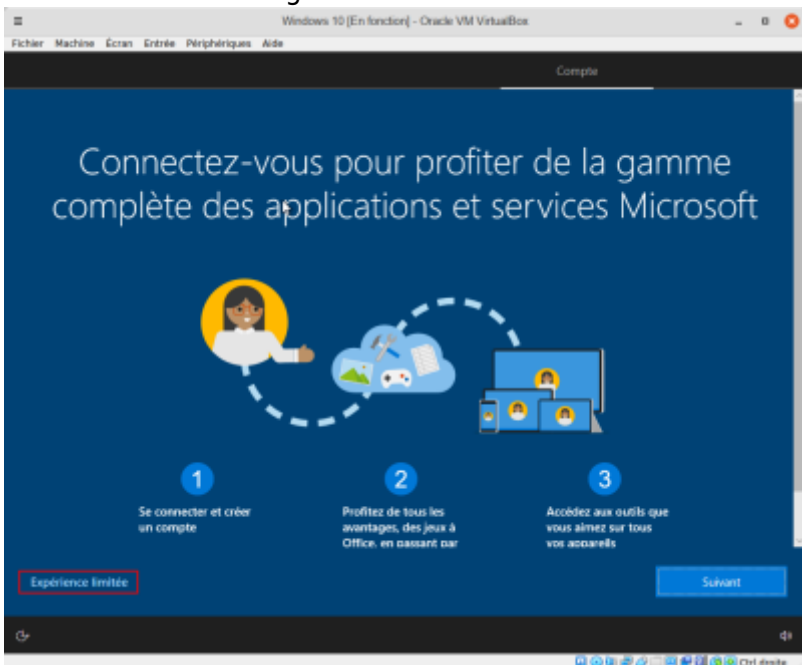 Windows 10 [En fonction] - Oracle VM VirtualBox
Fichier Machine Écran Entrée Périphériques Aide
Compte
Connectez-vous pour profiter de la gamme
complète des applications et services Microsoft
1
2
3
Se connecter et créer
un compte
Profitez de tous les
avantages, des jeux à
Office, en passant par
Accédez aux outils que
vous aimez sur tous
vos appareils
Expérience limitée
Suivant
Ctrl droite